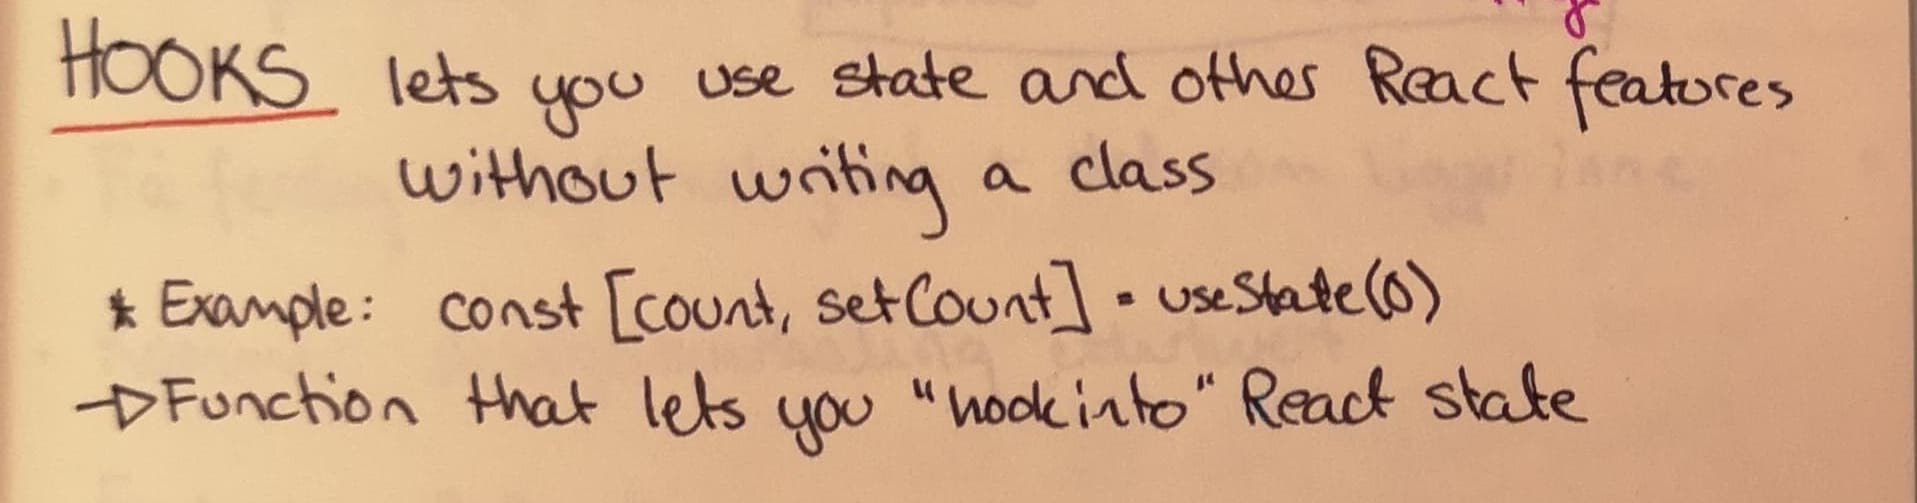 HOOKS lets you use state and other React features
without writing a class
* Example: const [count, setCount] = useState(0)
→ Function that lets you "hook into" React state